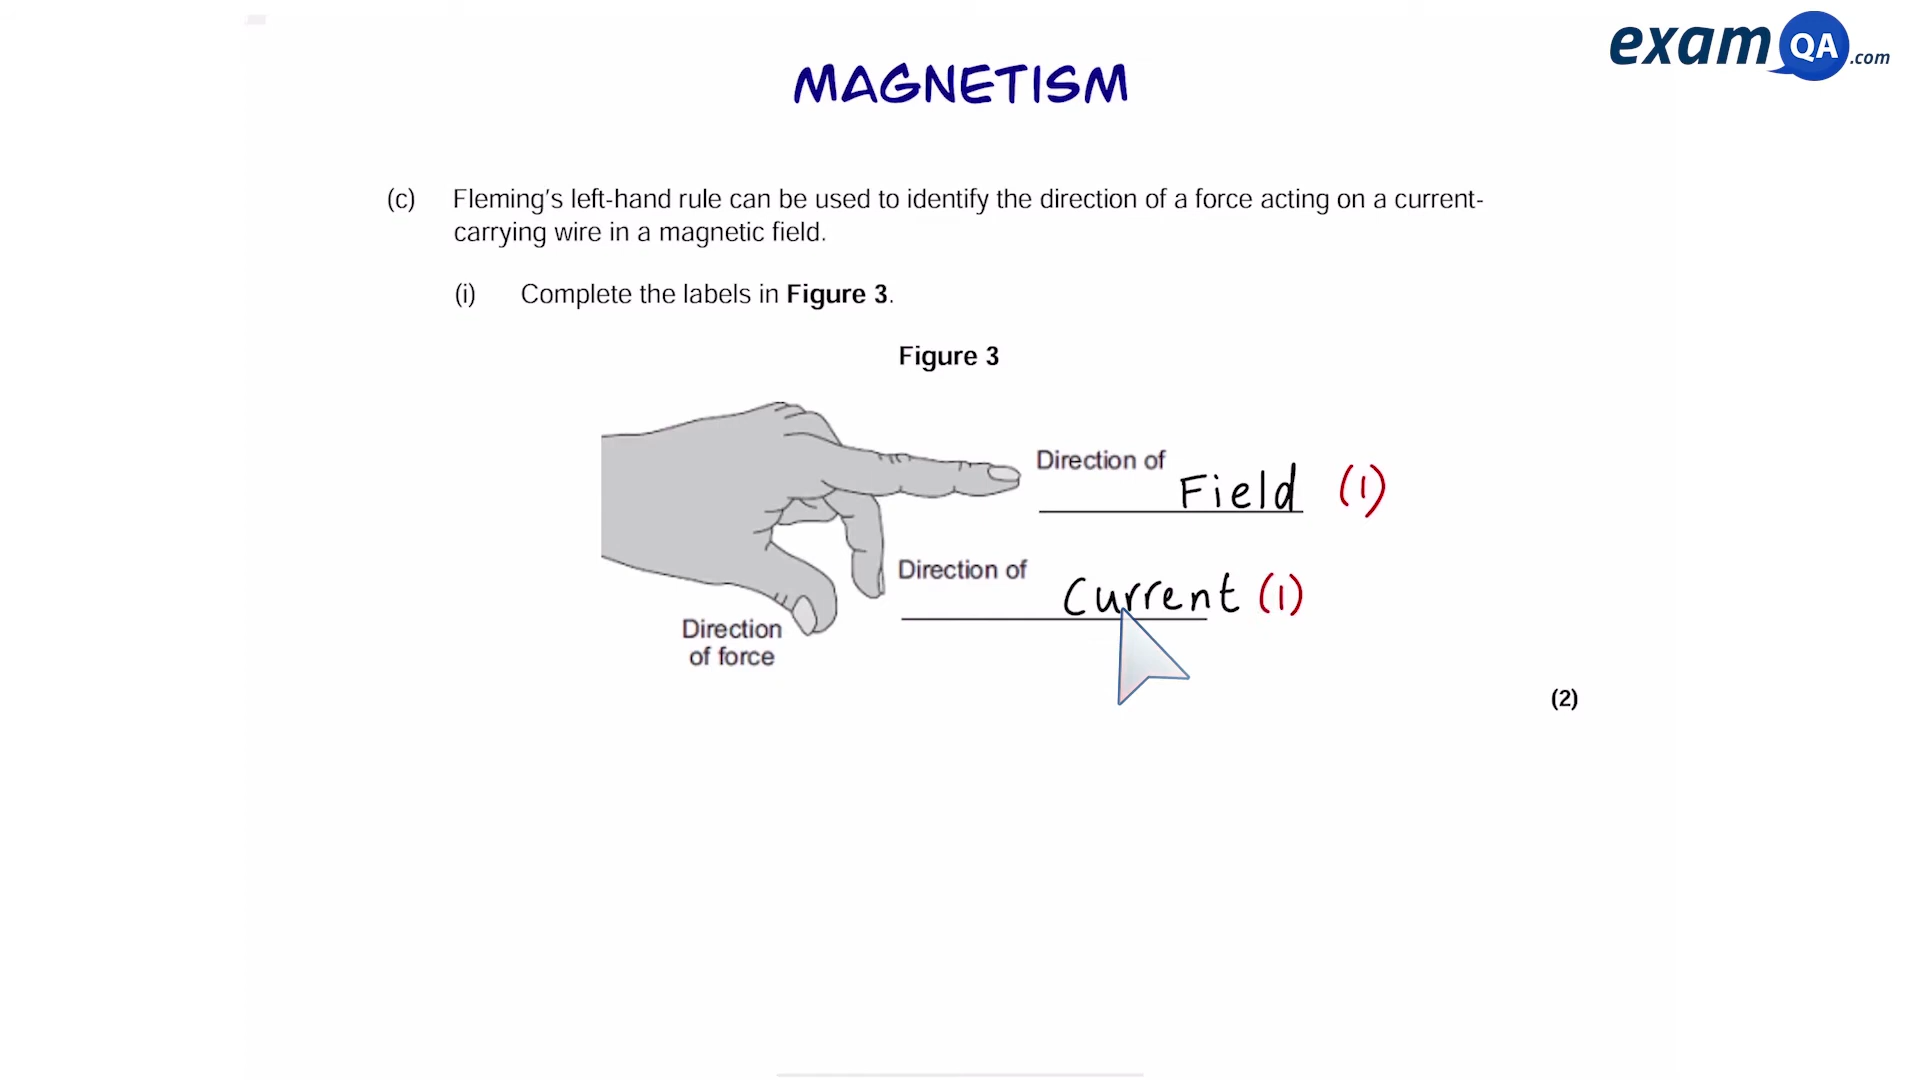 examQA.com
MAGNETISM
(c) Fleming's left-hand rule can be used to identify the direction of a force acting on a current-
carrying wire in a magnetic field.
(i) Complete the labels in Figure 3.
Figure 3
Direction of
Field (1)
Direction of
Current (1)
Direction
of force
(2)